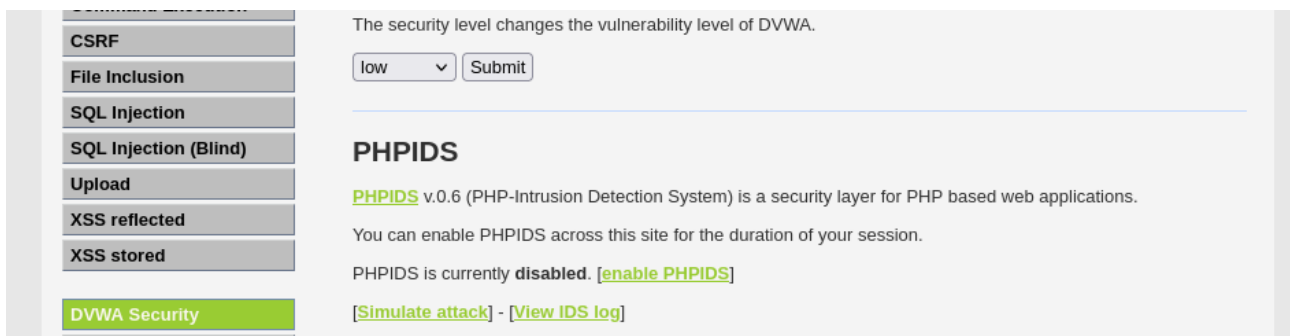 Command Execution
CSRF
File Inclusion
SQL Injection
SQL Injection (Blind)
Upload
XSS reflected
XSS stored
DVWA Security
The security level changes the vulnerability level of DVWA.
low Submit
PHPIDS
PHPIDS v.0.6 (PHP-Intrusion Detection System) is a security layer for PHP based web applications.
You can enable PHPIDS across this site for the duration of your session.
PHPIDS is currently disabled. [enable PHPIDS]
[Simulate attack] - [View IDS log]